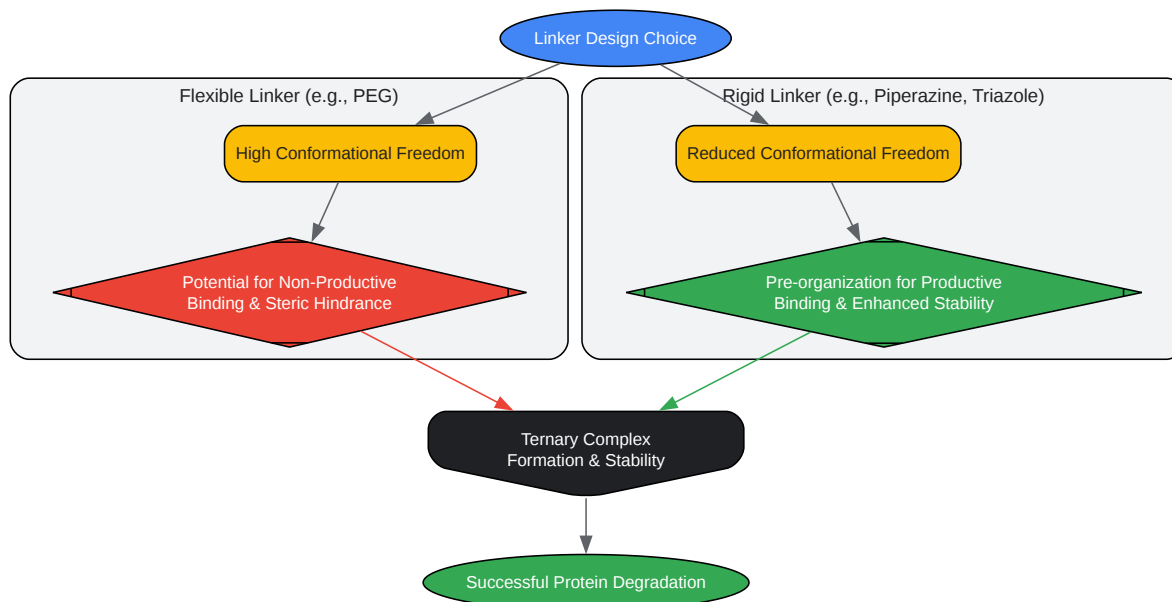 Linker Design Choice
Flexible Linker (e.g., PEG)
Rigid Linker (e.g., Piperazine, Triazole)
High Conformational Freedom
Reduced Conformational Freedom
Potential for Non-Productive
Binding & Steric Hindrance
Pre-organization for Productive
Binding & Enhanced Stability
Ternary Complex
Formation & Stability
Successful Protein Degradation